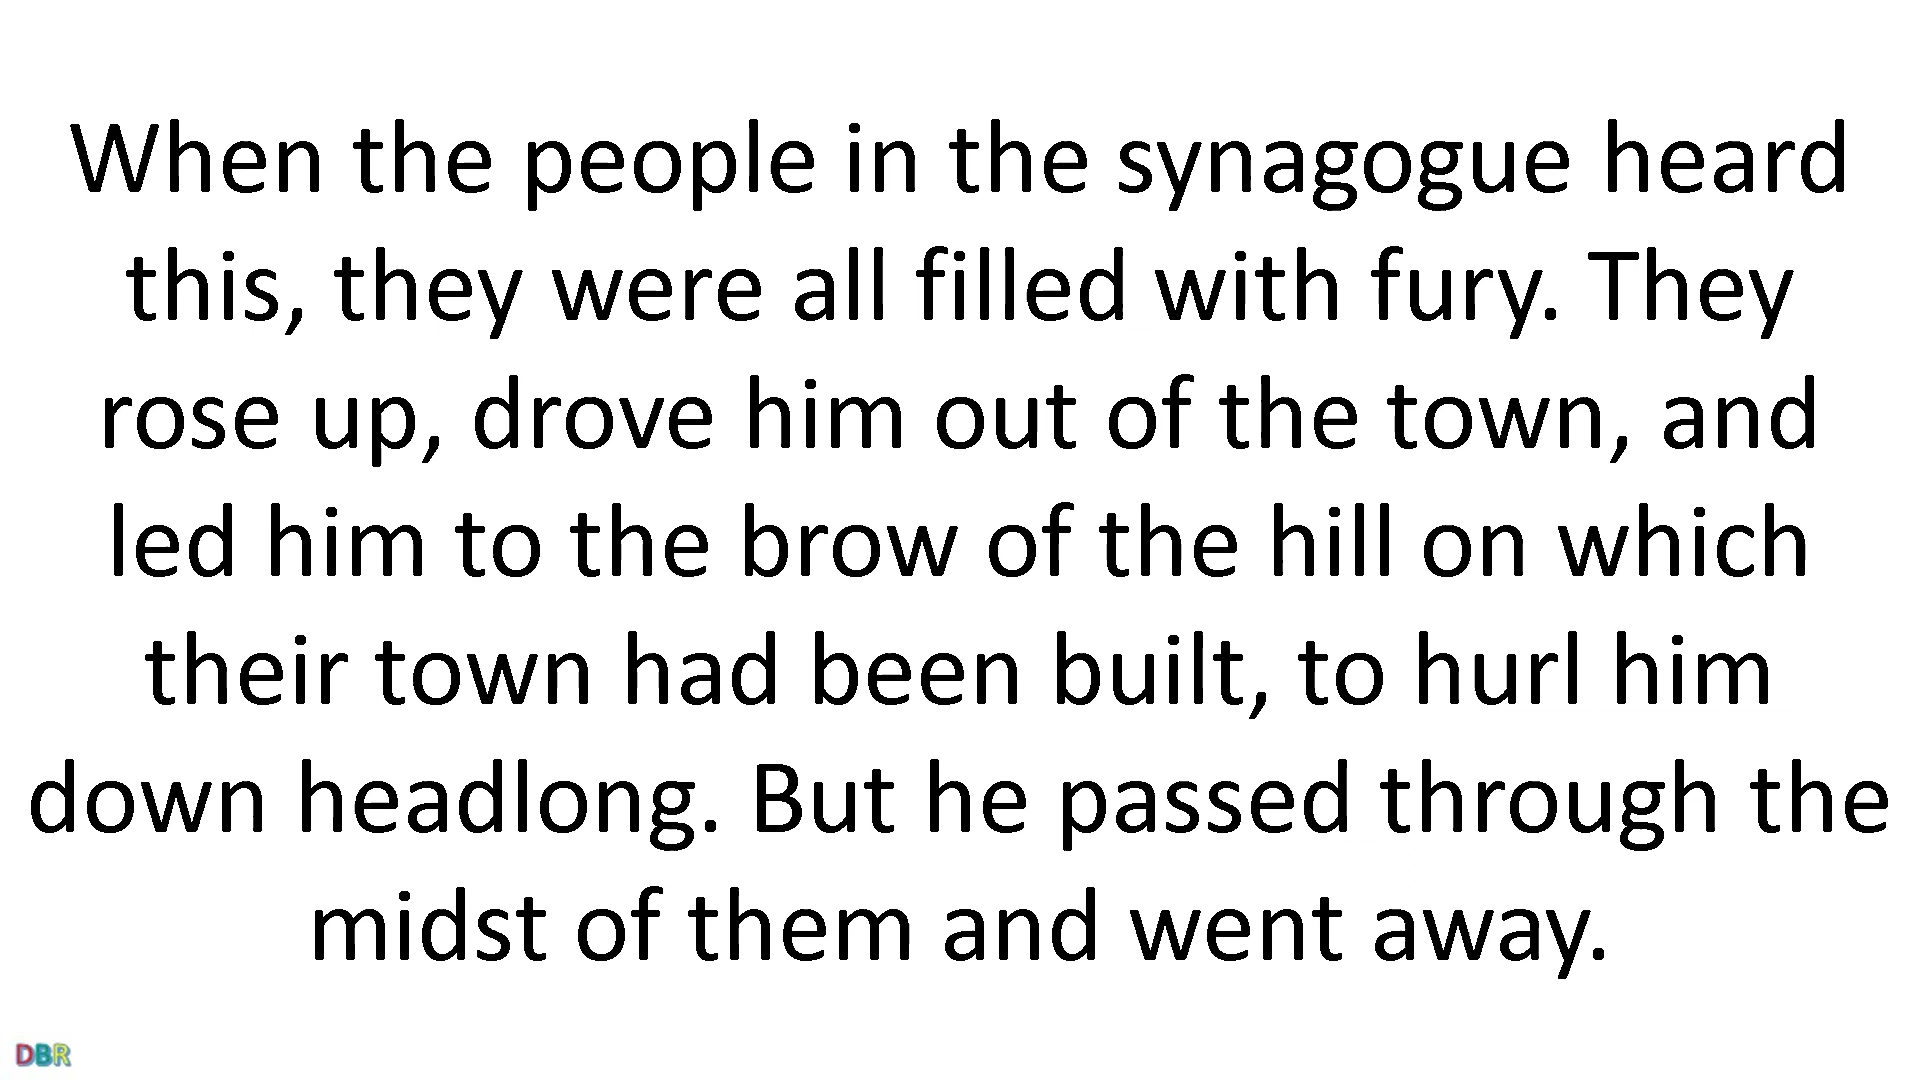 When the people in the synagogue heard
this, they were all filled with fury. They
rose up, drove him out of the town, and
led him to the brow of the hill on which
their town had been built, to hurl him
down headlong. But he passed through the
midst of them and went away.
DBR